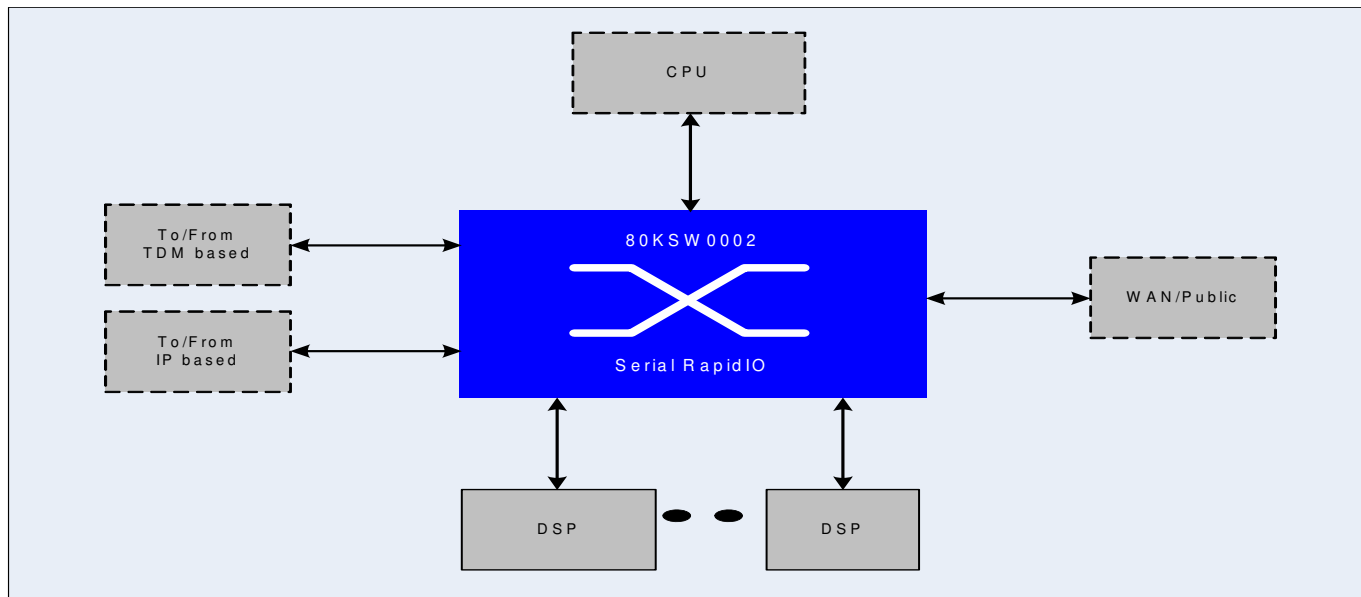 CPU
To/From
TDM based
80KSW0002
WAN/Public
To/From
IP based
Serial RapidIO
DSP
DSP